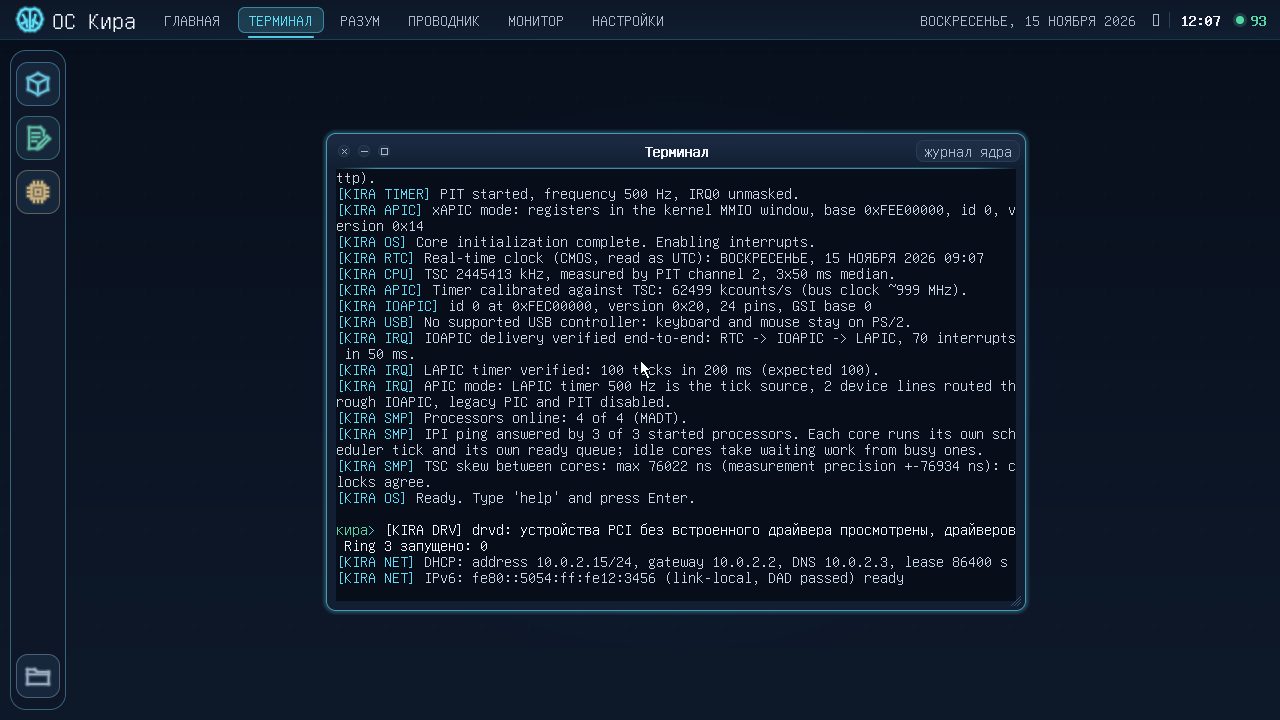 ОС Кира
ГЛАВНАЯ
ТЕРМИНАЛ
РАЗУМ
ПРОВОДНИК
МОНИТОР
НАСТРОЙКИ
ВОСКРЕСЕНЬЕ, 15 НОЯБРЯ 2026
12:07
93
Терминал
журнал ядра
ttp).
[KIRA TIMER] PIT started, frequency 500 Hz, IRQ0 unmasked.
[KIRA APIC] xAPIC mode: registers in the kernel MMIO window, base 0xFEE00000, id 0, v
ersion 0x14
[KIRA OS] Core initialization complete. Enabling interrupts.
[KIRA RTC] Real-time clock (CMOS, read as UTC): ВОСКРЕСЕНЬЕ, 15 НОЯБРЯ 2026 09:07
[KIRA CPU] TSC 2445413 kHz, measured by PIT channel 2, 3x50 ms median.
[KIRA APIC] Timer calibrated against TSC: 62499 kcounts/s (bus clock ~999 MHz).
[KIRA IOAPIC] id 0 at 0xFEC00000, version 0x20, 24 pins, GSI base 0
[KIRA USB] No supported USB controller: keyboard and mouse stay on PS/2.
[KIRA IRQ] IOAPIC delivery verified end-to-end: RTC -> IOAPIC -> LAPIC, 70 interrupts
in 50 ms.
[KIRA IRQ] LAPIC timer verified: 100 ticks in 200 ms (expected 100).
[KIRA IRQ] APIC mode: LAPIC timer 500 Hz is the tick source, 2 device lines routed th
rough IOAPIC, legacy PIC and PIT disabled.
[KIRA SMP] Processors online: 4 of 4 (MADT).
[KIRA SMP] IPI ping answered by 3 of 3 started processors. Each core runs its own sch
eduler tick and its own ready queue; idle cores take waiting work from busy ones.
[KIRA SMP] TSC skew between cores: max 76022 ns (measurement precision +-76934 ns): c
locks agree.
[KIRA OS] Ready. Type 'help' and press Enter.
кира> [KIRA DRV] drvd: устройства PCI без встроенного драйвера просмотрены, драйверов
Ring 3 запущено: 0
[KIRA NET] DHCP: address 10.0.2.15/24, gateway 10.0.2.2, DNS 10.0.2.3, lease 86400 s
[KIRA NET] IPv6: fe80::5054:ff:fe12:3456 (link-local, DAD passed) ready